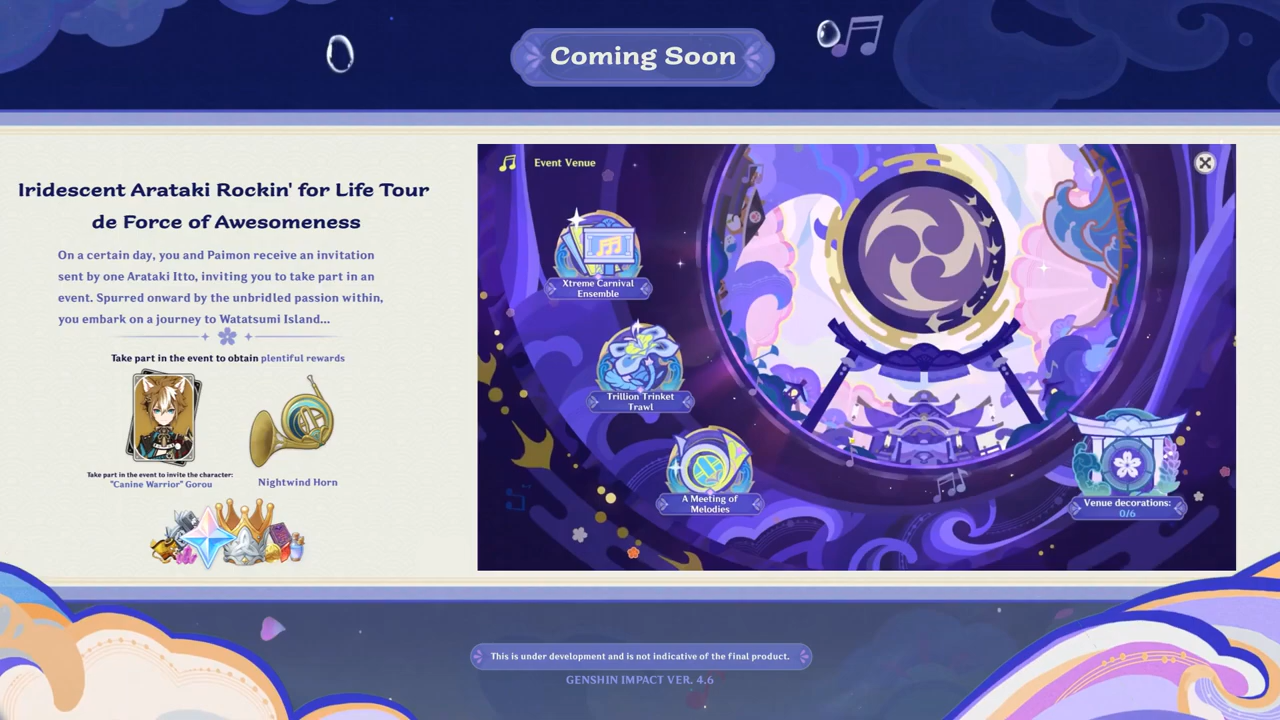 Coming Soon
Iridescent Arataki Rockin' for Life Tour
de Force of Awesomeness
On a certain day, you and Paimon receive an invitation
sent by one Arataki Itto, inviting you to take part in an
event. Spurred onward by the unbridled passion within,
you embark on a journey to Watatsumi Island...
Take part in the event to obtain plentiful rewards
Take part in the event to invite the character:
"Canine Warrior" Gorou
Nightwind Horn
Event Venue
Xtreme Carnival
Ensemble
Trillion Trinket
Trawl
A Meeting of
Melodies
Venue decorations:
0/6
This is under development and is not indicative of the final product.
GENSHIN IMPACT VER. 4.6